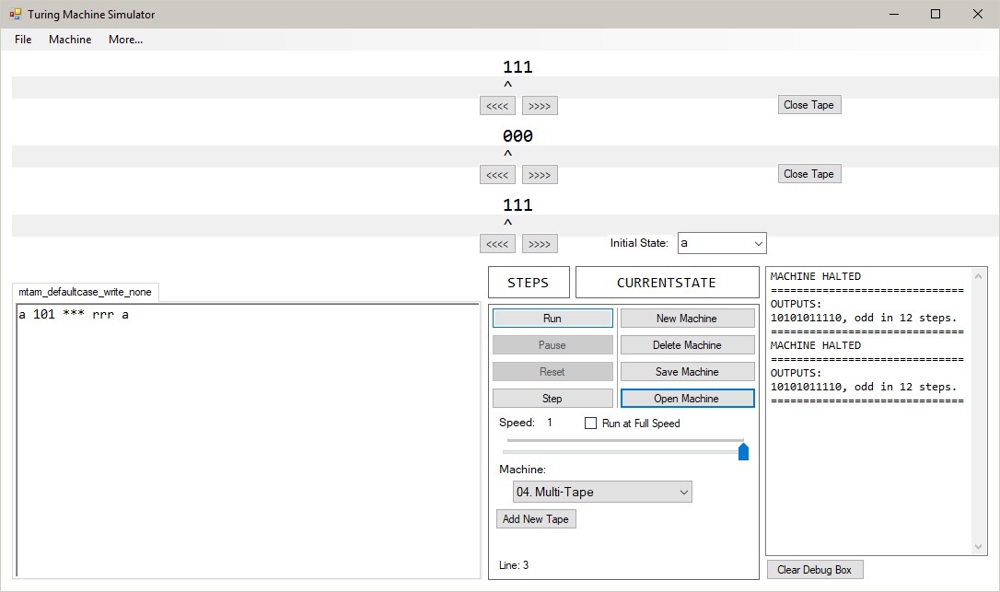 Turing Machine Simulator
File Machine More...
111
^
<<<< >>>> Close Tape
000
^
<<<< >>>> Close Tape
111
^
<<<< >>>> Initial State: a
mtam_defaultcase_write_none
a 101 *** rrr a
STEPS CURRENTSTATE
Run New Machine
Pause Delete Machine
Reset Save Machine
Step Open Machine
Speed: 1 Run at Full Speed
Machine:
04. Multi-Tape
Add New Tape
Line: 3
MACHINE HALTED
==============================
OUTPUTS:
10101011110, odd in 12 steps.
==============================
MACHINE HALTED
==============================
OUTPUTS:
10101011110, odd in 12 steps.
==============================
Clear Debug Box